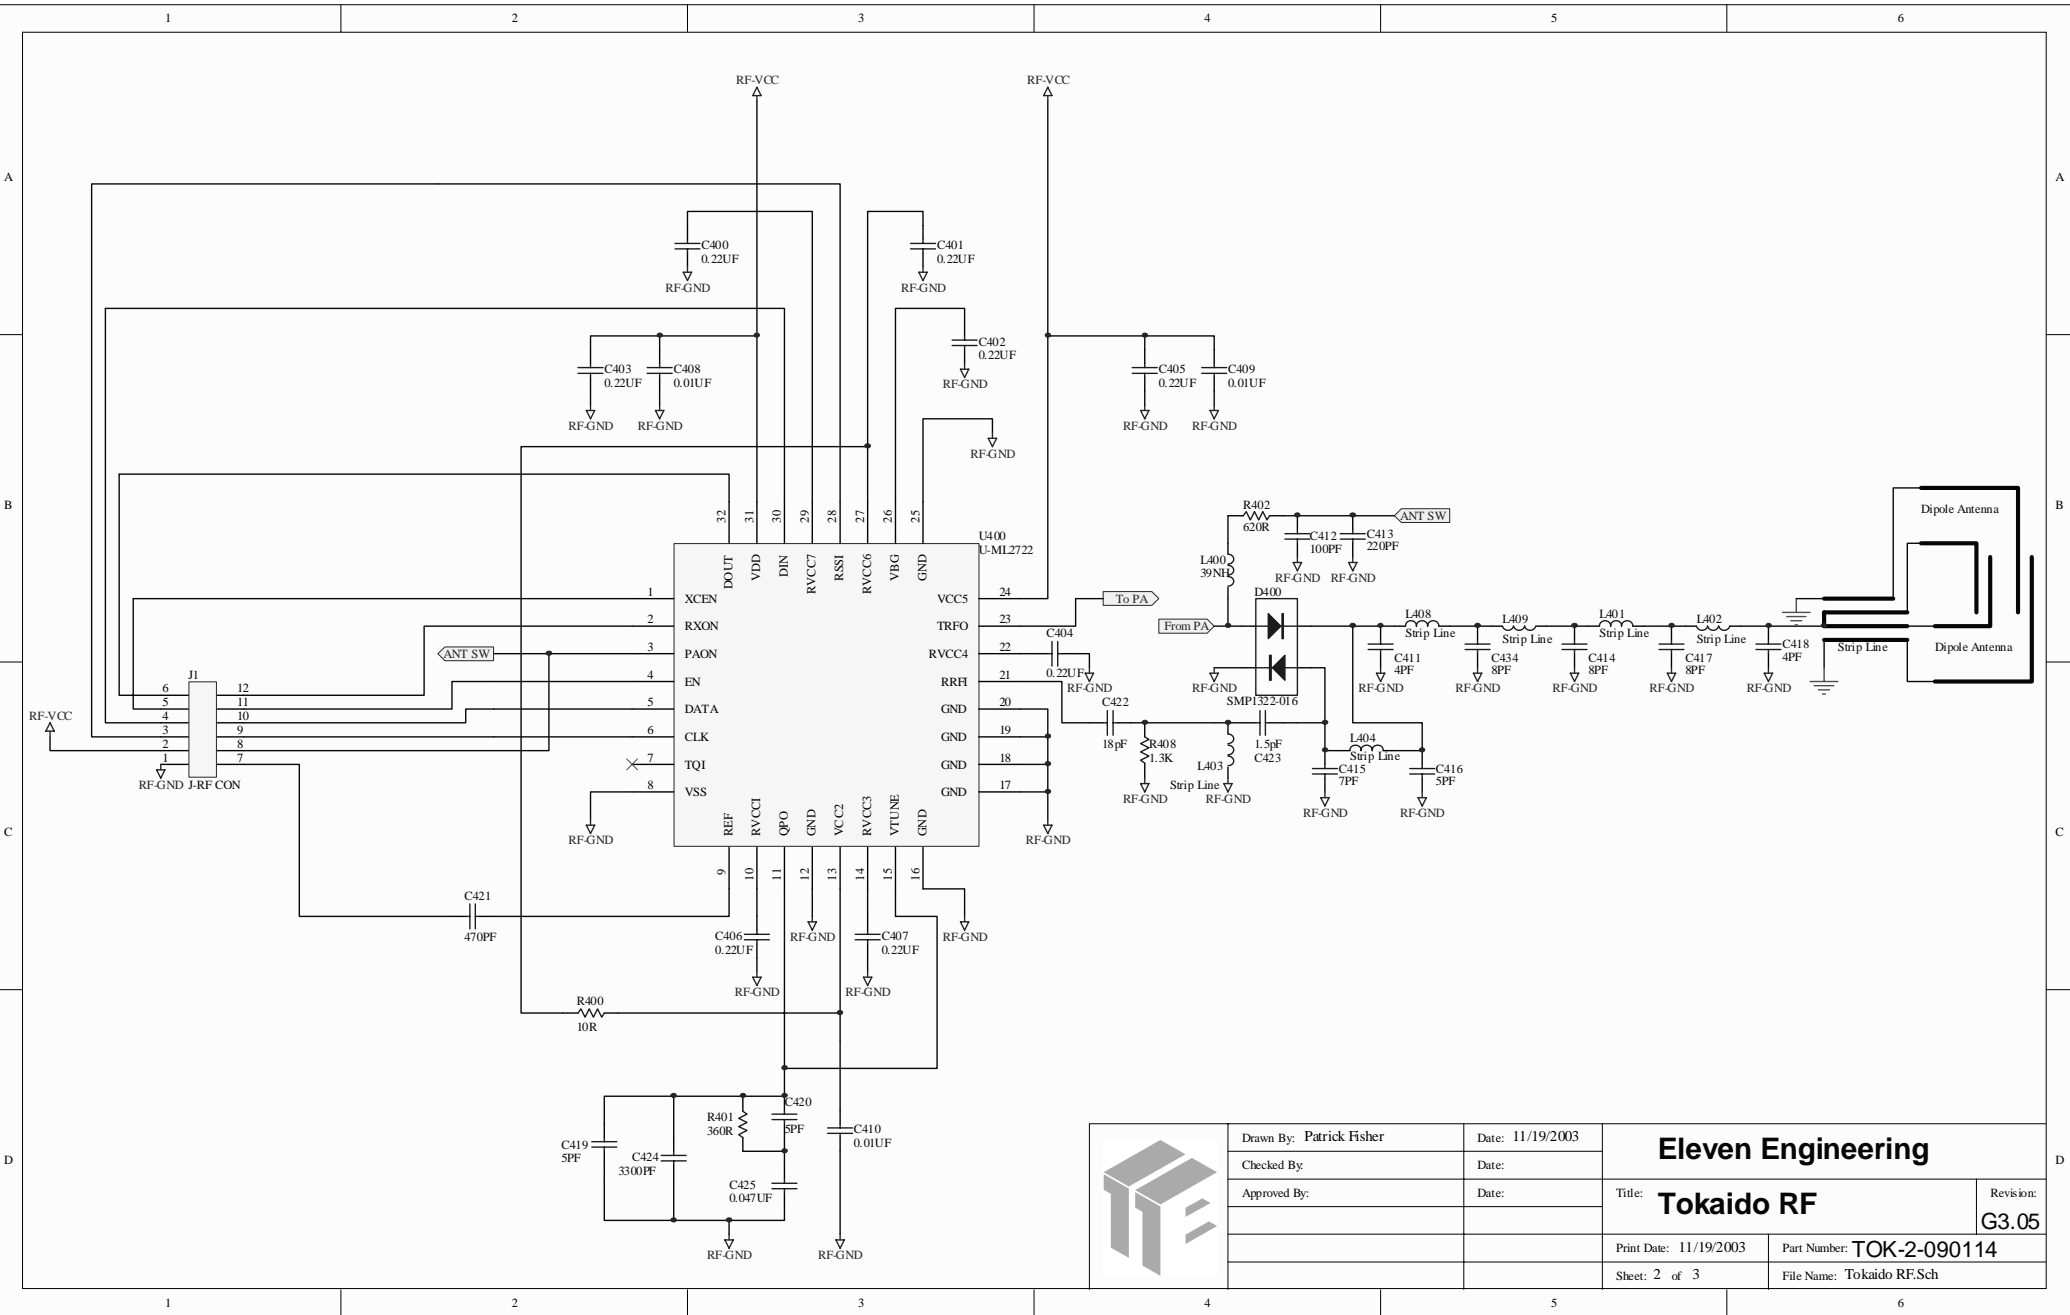 1 2 3 4 5 6
RF-VCC RF-VCC
A A
C400
0.22UF
RF-GND
C401
0.22UF
RF-GND
C402
0.22UF
RF-GND
C403
0.22UF
RF-GND
C408
0.01UF
RF-GND
C405
0.22UF
RF-GND
C409
0.01UF
RF-GND
RF-GND
B B
32 31 30 29 28 27 26 25
U400
U-ML2722
DOUT VDD DIN RVCC7 RSSI RVCC6 VBG GND
1 XCEN
2 RXON
3 PAON
4 EN
5 DATA
6 CLK
7 TQI
8 VSS
VCC5 24
TRFO 23
RVCC4 22
RRFI 21
GND 20
GND 19
GND 18
GND 17
REF RVCCI QPO GND VCC2 RVCC3 VTUNE GND
9 10 11 12 13 14 15 16
ANT SW
J1
6 12
5 11
4 10
3 9
2 8
1 7
RF-VCC
RF-GND J-RF CON
RF-GND
RF-GND
To PA
C404
0.22UF
RF-GND
R402
620R
ANT SW
C412
100PF
RF-GND
C413
220PF
RF-GND
L400
39NH
D400
From PA
RF-GND
SMP1322-016
L408
Strip Line
L409
Strip Line
L401
Strip Line
L402
Strip Line
C411
4PF
RF-GND
C434
8PF
RF-GND
C414
8PF
RF-GND
C417
8PF
RF-GND
C418
4PF
RF-GND
Strip Line
Dipole Antenna
Dipole Antenna
C422
18pF
R408
1.3K
RF-GND
L403
Strip Line
RF-GND
1.5pF
C423
L404
Strip Line
C415
7PF
RF-GND
C416
5PF
RF-GND
C C
C421
470PF
C406
0.22UF
RF-GND
RF-GND
C407
0.22UF
RF-GND
RF-GND
R400
10R
D D
C419
5PF
C424
3300PF
R401
360R
C420
5PF
C425
0.047UF
RF-GND
C410
0.01UF
RF-GND
Drawn By: Patrick Fisher Date: 11/19/2003
Checked By: Date:
Approved By: Date:
Eleven Engineering
Title: Tokaido RF
Revision:
G3.05
Print Date: 11/19/2003 Part Number: TOK-2-090114
Sheet: 2 of 3 File Name: Tokaido RF.Sch
1 2 3 4 5 6